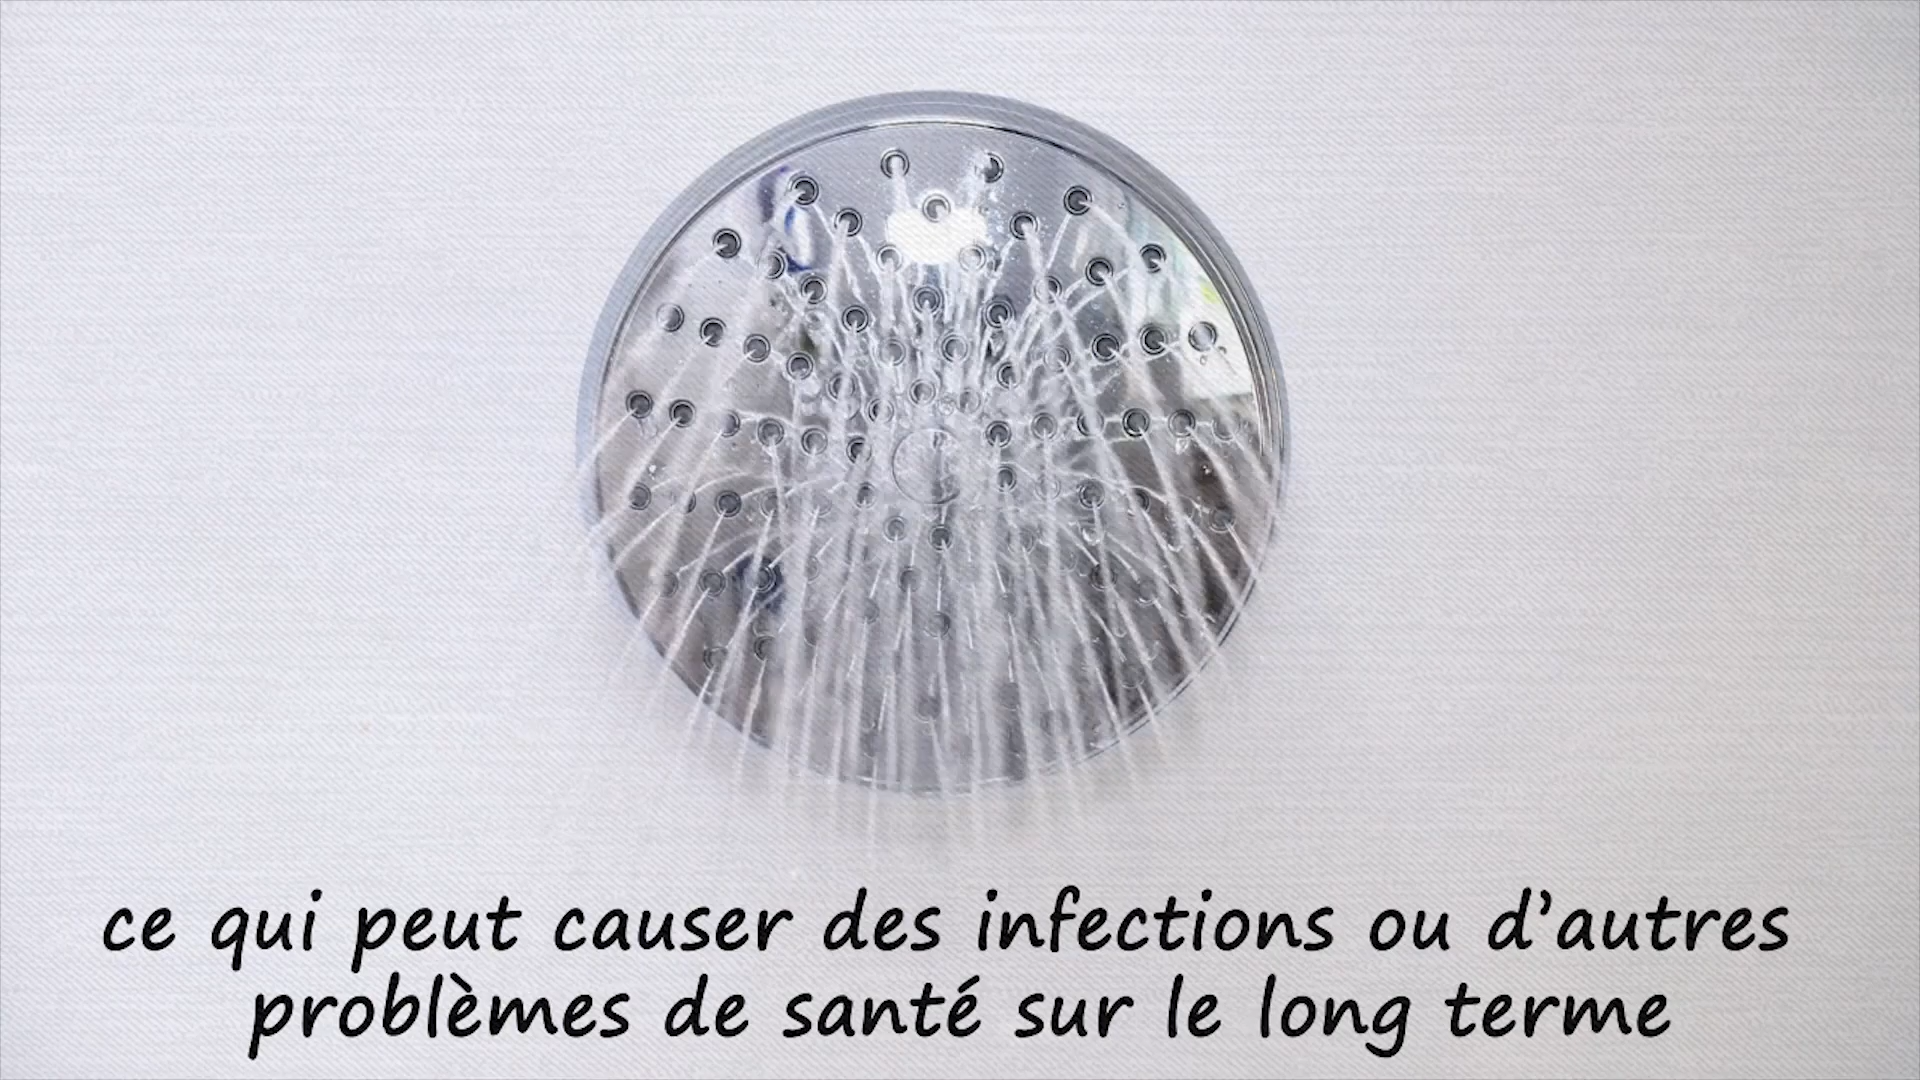 ce qui peut causer des infections ou d’autres
problèmes de santé sur le long terme